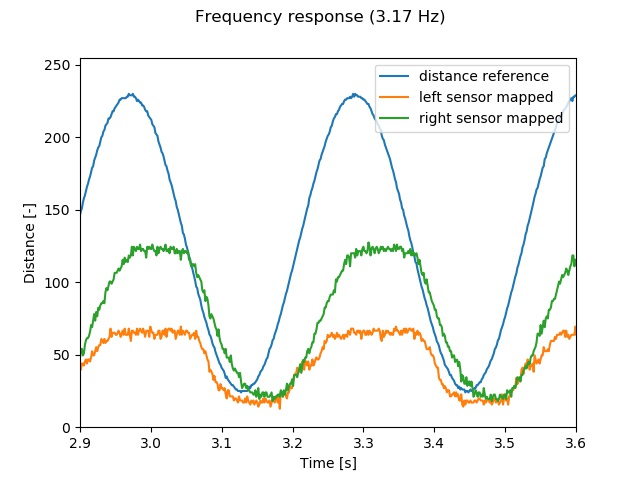 Frequency response (3.17 Hz)
distance reference
left sensor mapped
right sensor mapped
250
200
150
100
50
0
Distance [-]
2.9 3.0 3.1 3.2 3.3 3.4 3.5 3.6
Time [s]